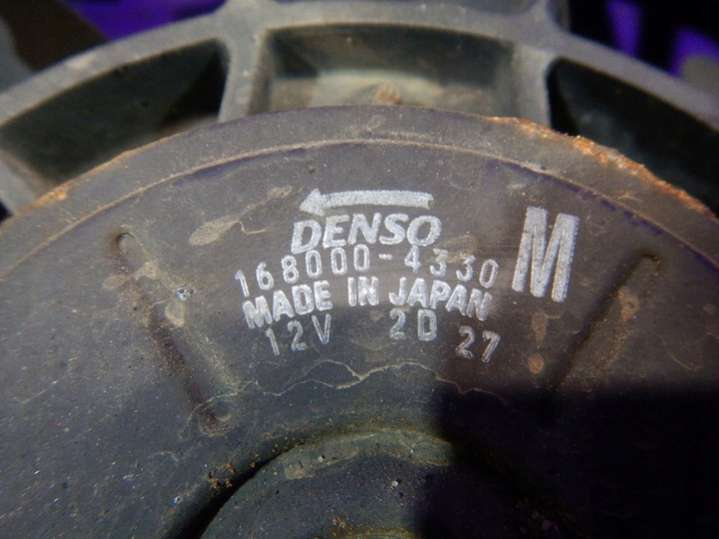 DENSO
168000-4330 M
MADE IN JAPAN
12V 2D 27